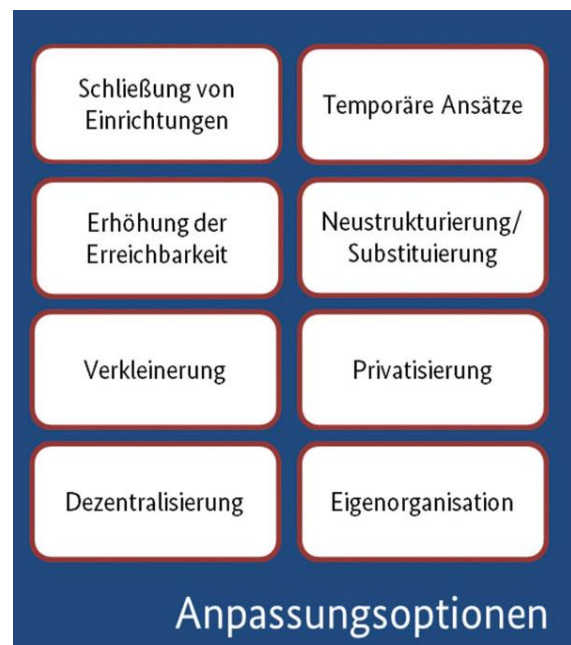 Schließung von
Einrichtungen
Temporäre Ansätze
Erhöhung der
Erreichbarkeit
Neustrukturierung/
Substituierung
Verkleinerung
Privatisierung
Dezentralisierung
Eigenorganisation
Anpassungsoptionen